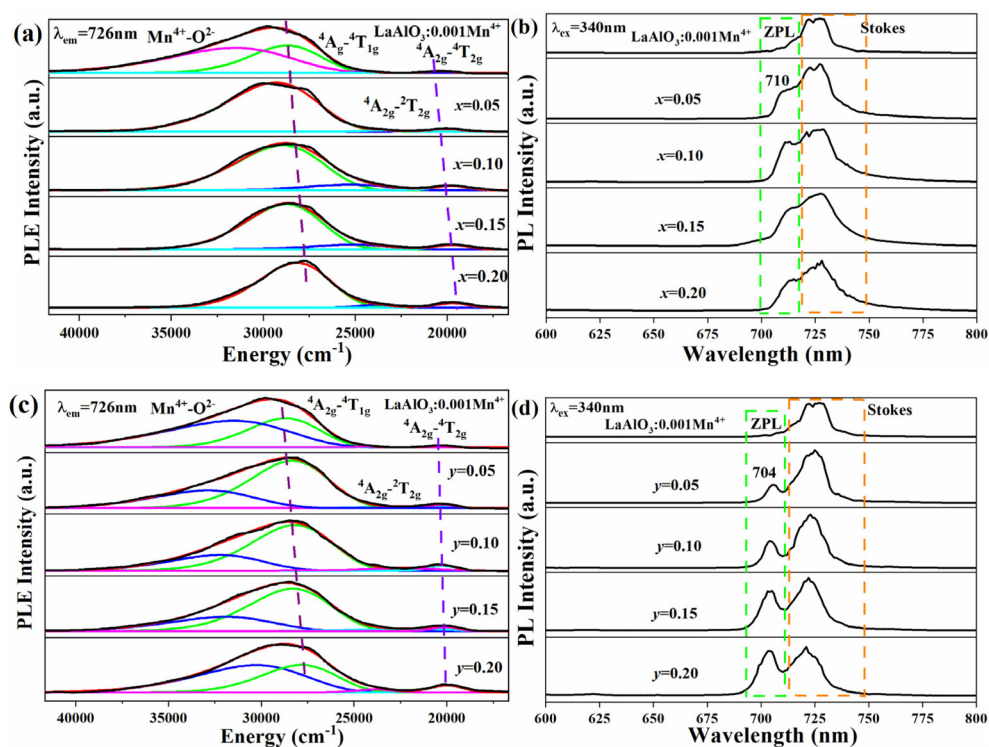 (a) λem=726nm Mn⁴⁺-O²⁻ ⁴Ag-⁴T1g LaAlO₃:0.001Mn⁴⁺
⁴A2g-⁴T2g
⁴A2g-²T2g x=0.05
x=0.10
x=0.15
x=0.20
PLE Intensity (a.u.)
40000 35000 30000 25000 20000
Energy (cm⁻¹)
(b) λex=340nm LaAlO₃:0.001Mn⁴⁺ ZPL Stokes
710
x=0.05
x=0.10
x=0.15
x=0.20
PL Intensity (a.u.)
600 625 650 675 700 725 750 775 800
Wavelength (nm)
(c) λem=726nm Mn⁴⁺-O²⁻ ⁴A2g-⁴T1g LaAlO₃:0.001Mn⁴⁺
⁴A2g-⁴T2g
⁴A2g-²T2g y=0.05
y=0.10
y=0.15
y=0.20
PLE Intensity (a.u.)
40000 35000 30000 25000 20000
Energy (cm⁻¹)
(d) λex=340nm ZPL Stokes
LaAlO₃:0.001Mn⁴⁺
704
y=0.05
y=0.10
y=0.15
y=0.20
PL Intensity (a.u.)
600 625 650 675 700 725 750 775 800
Wavelength (nm)